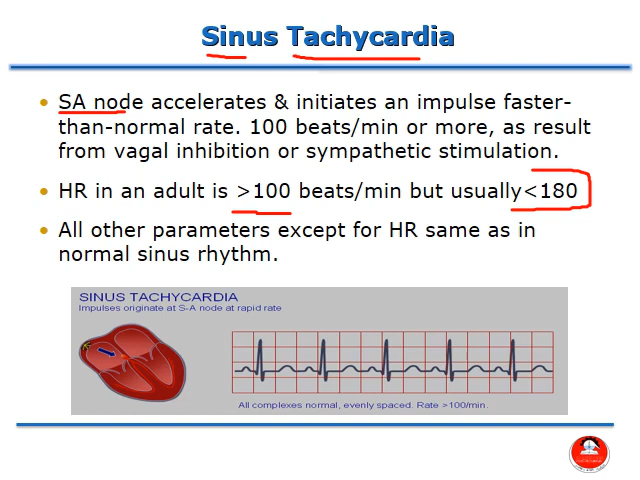 Sinus Tachycardia
SA node accelerates & initiates an impulse faster-
than-normal rate. 100 beats/min or more, as result
from vagal inhibition or sympathetic stimulation.
HR in an adult is >100 beats/min but usually<180
All other parameters except for HR same as in
normal sinus rhythm.
SINUS TACHYCARDIA
Impulses originate at S-A node at rapid rate
All complexes normal, evenly spaced. Rate >100/min.